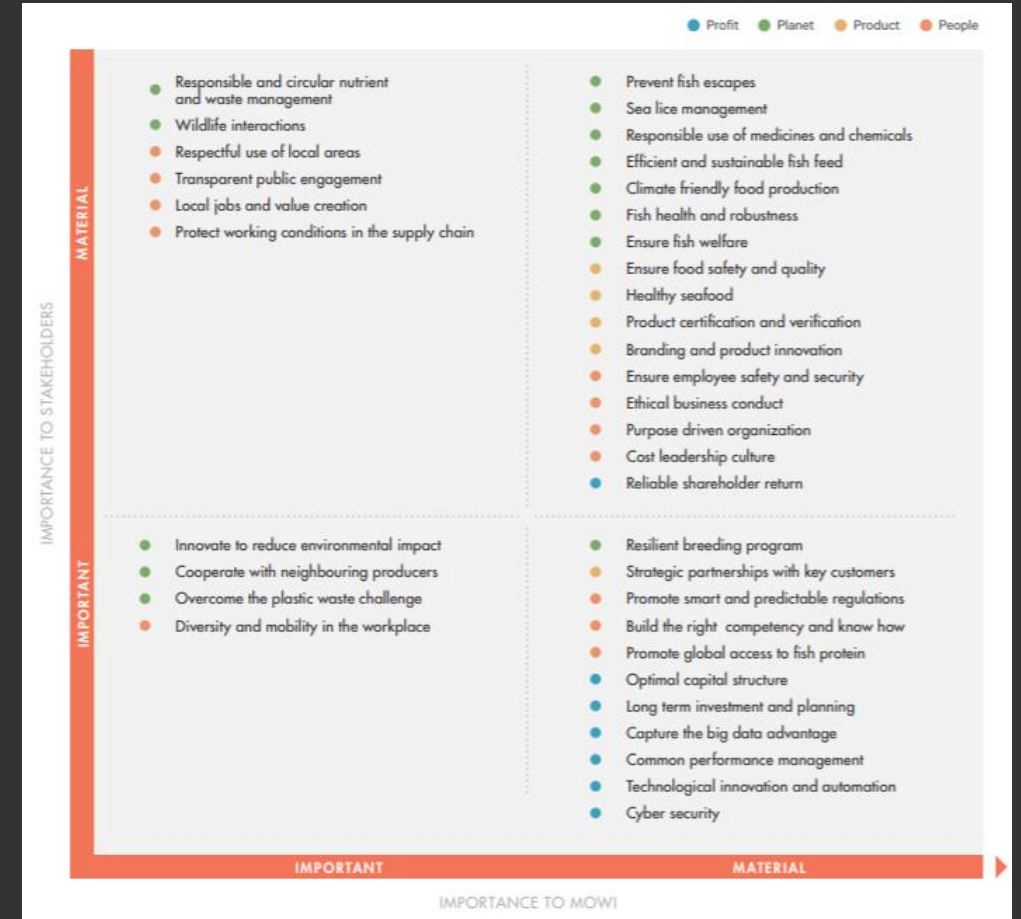 Profit Planet Product People
MATERIAL
IMPORTANT
IMPORTANCE TO STAKEHOLDERS
Responsible and circular nutrient
and waste management
Wildlife interactions
Respectful use of local areas
Transparent public engagement
Local jobs and value creation
Protect working conditions in the supply chain
Prevent fish escapes
Sea lice management
Responsible use of medicines and chemicals
Efficient and sustainable fish feed
Climate friendly food production
Fish health and robustness
Ensure fish welfare
Ensure food safety and quality
Healthy seafood
Product certification and verification
Branding and product innovation
Ensure employee safety and security
Ethical business conduct
Purpose driven organization
Cost leadership culture
Reliable shareholder return
Innovate to reduce environmental impact
Cooperate with neighbouring producers
Overcome the plastic waste challenge
Diversity and mobility in the workplace
Resilient breeding program
Strategic partnerships with key customers
Promote smart and predictable regulations
Build the right competency and know how
Promote global access to fish protein
Optimal capital structure
Long term investment and planning
Capture the big data advantage
Common performance management
Technological innovation and automation
Cyber security
IMPORTANT
MATERIAL
IMPORTANCE TO MOWI